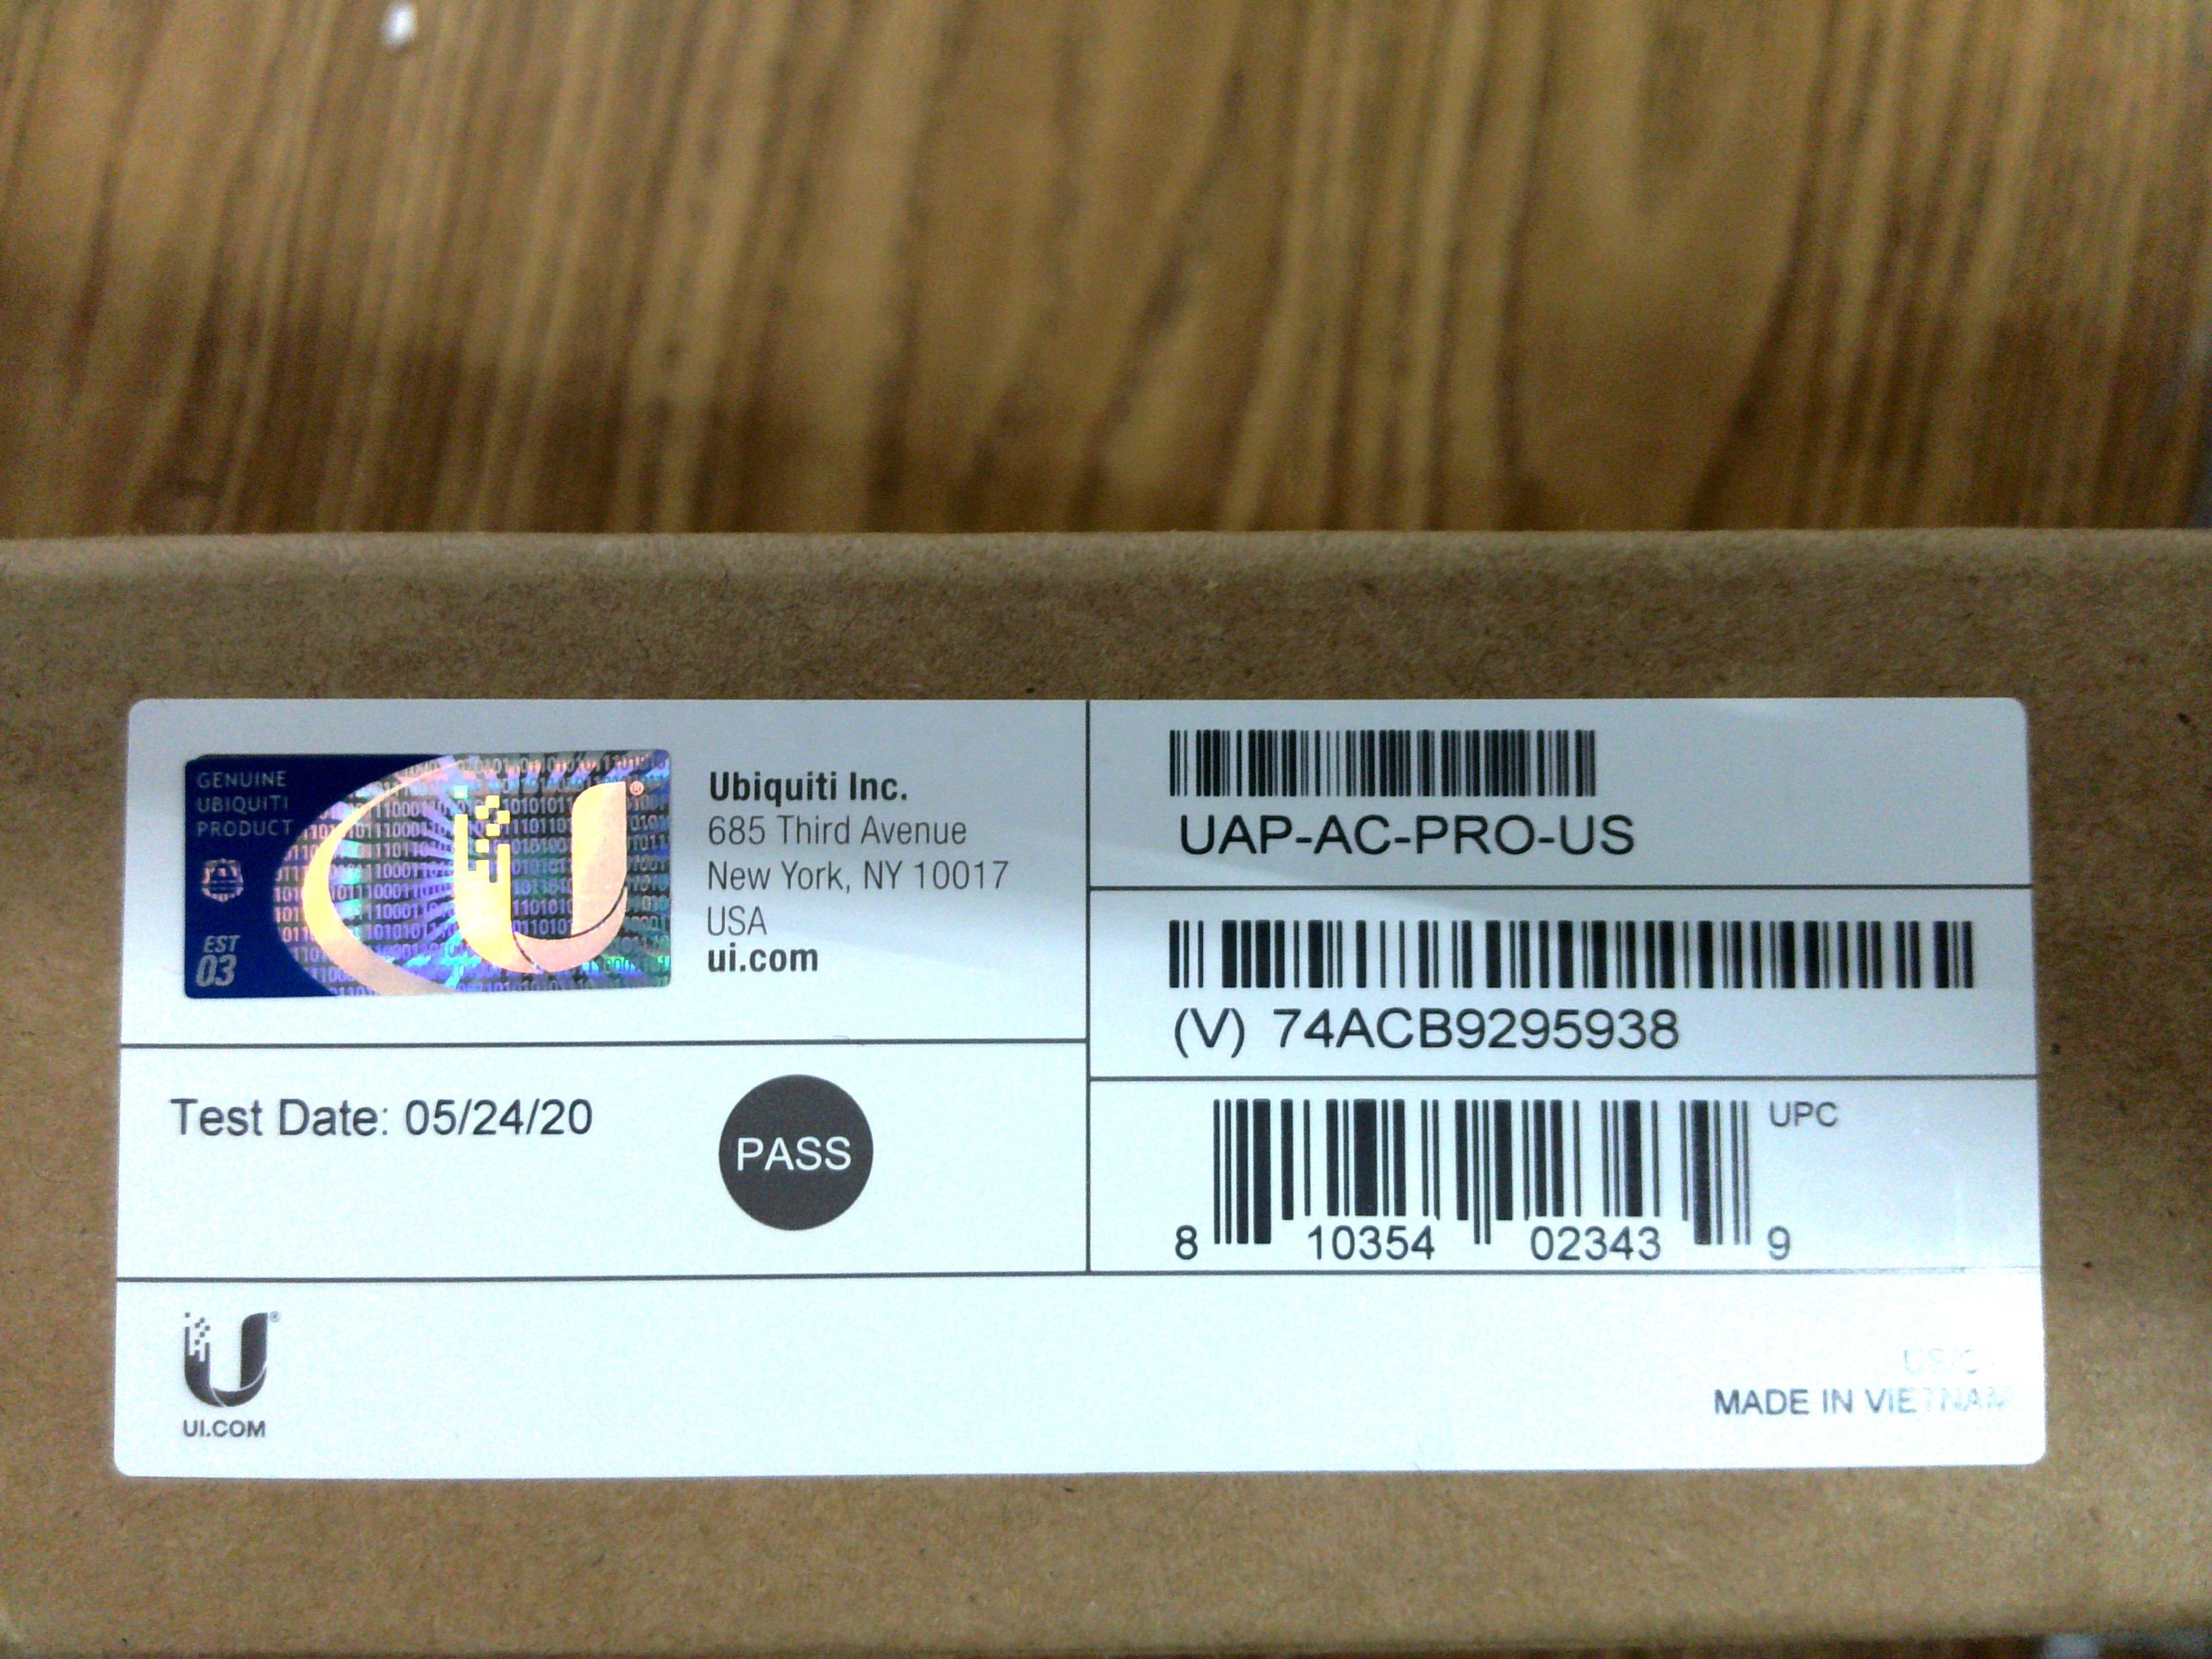 GENUINE
UBIQUITI
PRODUCT
EST
03
Ubiquiti Inc.
685 Third Avenue
New York, NY 10017
USA
ui.com
UAP-AC-PRO-US
(V) 74ACB9295938
Test Date: 05/24/20
PASS
UPC
8 10354 02343 9
UI.COM
MADE IN VIETNAM